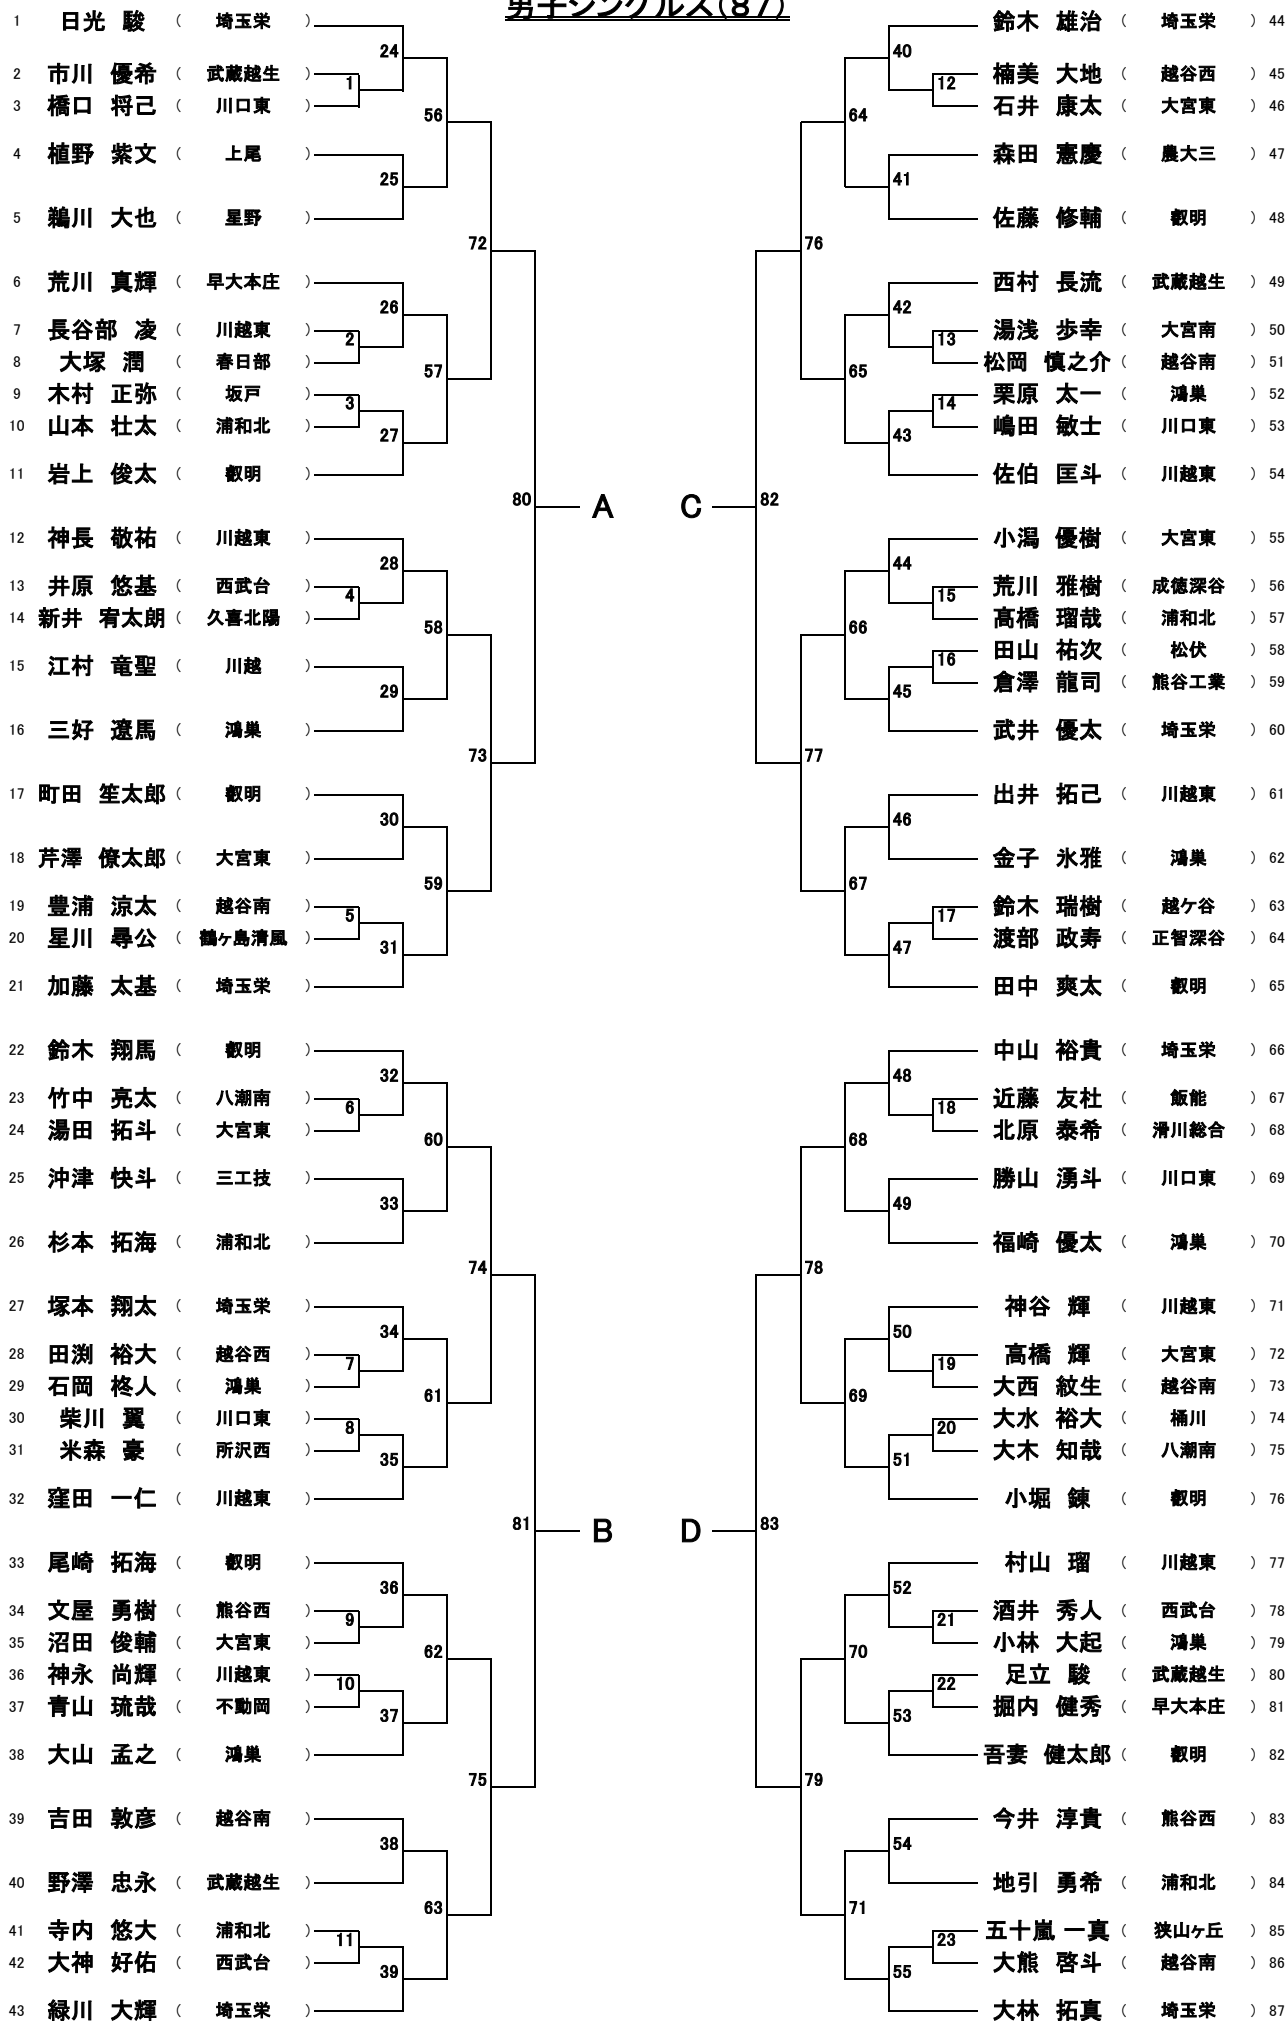 男子シングルス(87)
1 日光 駿 （ 埼玉栄 ）
2 市川 優希 （ 武蔵越生 ）
3 橋口 将己 （ 川口東 ）
4 植野 紫文 （ 上尾 ）
5 鵜川 大也 （ 星野 ）
6 荒川 真輝 （ 早大本庄 ）
7 長谷部 凌 （ 川越東 ）
8 大塚 潤 （ 春日部 ）
9 木村 正弥 （ 坂戸 ）
10 山本 壮太 （ 浦和北 ）
11 岩上 俊太 （ 叡明 ）
12 神長 敬祐 （ 川越東 ）
13 井原 悠基 （ 西武台 ）
14 新井 宥太朗 （ 久喜北陽 ）
15 江村 竜聖 （ 川越 ）
16 三好 遼馬 （ 鴻巣 ）
17 町田 笙太郎 （ 叡明 ）
18 芹澤 僚太郎 （ 大宮東 ）
19 豊浦 涼太 （ 越谷南 ）
20 星川 尋公 （ 鶴ヶ島清風 ）
21 加藤 太基 （ 埼玉栄 ）
22 鈴木 翔馬 （ 叡明 ）
23 竹中 亮太 （ 八潮南 ）
24 湯田 拓斗 （ 大宮東 ）
25 沖津 快斗 （ 三工技 ）
26 杉本 拓海 （ 浦和北 ）
27 塚本 翔太 （ 埼玉栄 ）
28 田渕 裕大 （ 越谷西 ）
29 石岡 柊人 （ 鴻巣 ）
30 柴川 翼 （ 川口東 ）
31 米森 豪 （ 所沢西 ）
32 窪田 一仁 （ 川越東 ）
33 尾崎 拓海 （ 叡明 ）
34 文屋 勇樹 （ 熊谷西 ）
35 沼田 俊輔 （ 大宮東 ）
36 神永 尚輝 （ 川越東 ）
37 青山 琉哉 （ 不動岡 ）
38 大山 孟之 （ 鴻巣 ）
39 吉田 敦彦 （ 越谷南 ）
40 野澤 忠永 （ 武蔵越生 ）
41 寺内 悠大 （ 浦和北 ）
42 大神 好佑 （ 西武台 ）
43 緑川 大輝 （ 埼玉栄 ）
1
2
3
4
5
6
7
8
9
10
11
24
25
26
27
28
29
30
31
32
33
34
35
36
37
38
39
56
57
58
59
60
61
62
63
72
73
74
75
80
81
A
B
C
D
82
83
76
77
78
79
64
65
66
67
68
69
70
71
40
41
42
43
44
45
46
47
48
49
50
51
52
53
54
55
12
13
14
15
16
17
18
19
20
21
22
23
鈴木 雄治 （ 埼玉栄 ） 44
楠美 大地 （ 越谷西 ） 45
石井 康太 （ 大宮東 ） 46
森田 憲慶 （ 農大三 ） 47
佐藤 修輔 （ 叡明 ） 48
西村 長流 （ 武蔵越生 ） 49
湯浅 歩幸 （ 大宮南 ） 50
松岡 慎之介 （ 越谷南 ） 51
栗原 太一 （ 鴻巣 ） 52
嶋田 敏士 （ 川口東 ） 53
佐伯 匡斗 （ 川越東 ） 54
小潟 優樹 （ 大宮東 ） 55
荒川 雅樹 （ 成徳深谷 ） 56
髙橋 瑠哉 （ 浦和北 ） 57
田山 祐次 （ 松伏 ） 58
倉澤 龍司 （ 熊谷工業 ） 59
武井 優太 （ 埼玉栄 ） 60
出井 拓己 （ 川越東 ） 61
金子 氷雅 （ 鴻巣 ） 62
鈴木 瑞樹 （ 越ケ谷 ） 63
渡部 政寿 （ 正智深谷 ） 64
田中 爽太 （ 叡明 ） 65
中山 裕貴 （ 埼玉栄 ） 66
近藤 友杜 （ 飯能 ） 67
北原 泰希 （ 滑川総合 ） 68
勝山 湧斗 （ 川口東 ） 69
福崎 優太 （ 鴻巣 ） 70
神谷 輝 （ 川越東 ） 71
高橋 輝 （ 大宮東 ） 72
大西 紋生 （ 越谷南 ） 73
大水 裕大 （ 桶川 ） 74
大木 知哉 （ 八潮南 ） 75
小堀 錬 （ 叡明 ） 76
村山 瑠 （ 川越東 ） 77
酒井 秀人 （ 西武台 ） 78
小林 大起 （ 鴻巣 ） 79
足立 駿 （ 武蔵越生 ） 80
掘内 健秀 （ 早大本庄 ） 81
吾妻 健太郎 （ 叡明 ） 82
今井 淳貴 （ 熊谷西 ） 83
地引 勇希 （ 浦和北 ） 84
五十嵐 一真 （ 狭山ヶ丘 ） 85
大熊 啓斗 （ 越谷南 ） 86
大林 拓真 （ 埼玉栄 ） 87